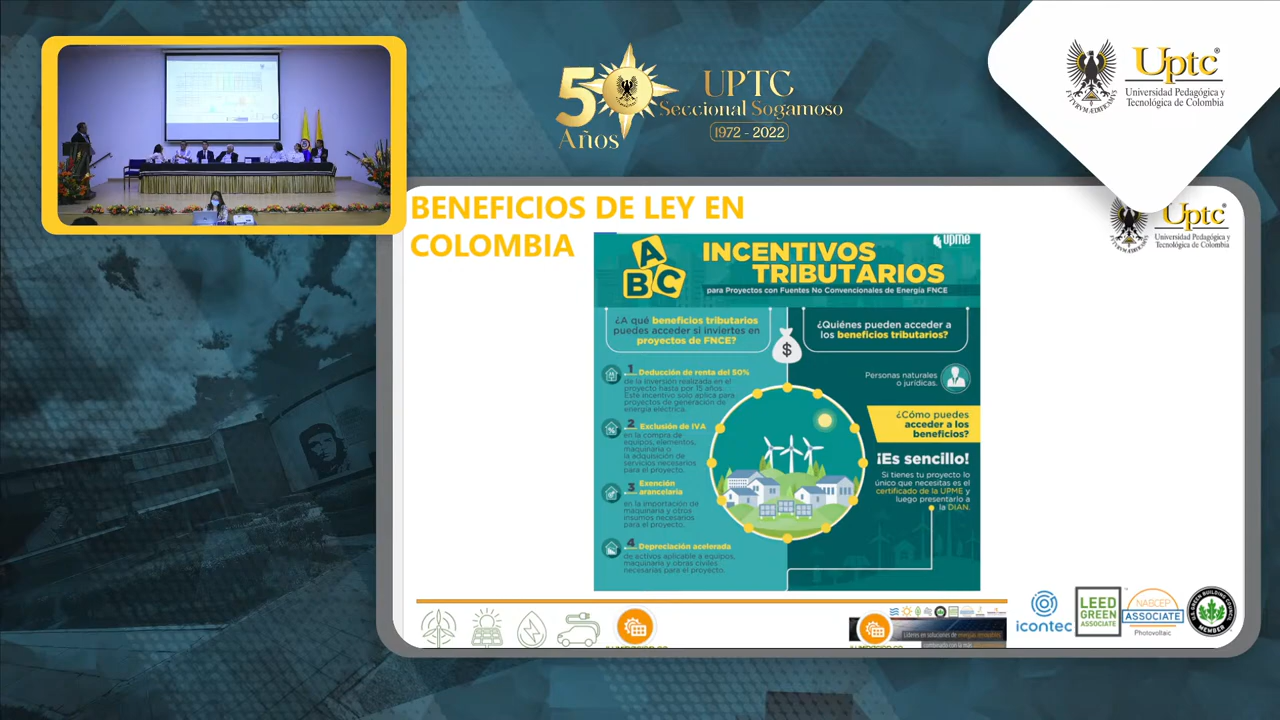 50
Años
UPTC
Seccional Sogamoso
1972 - 2022
Uptc
Universidad Pedagógica y
Tecnológica de Colombia
BENEFICIOS DE LEY EN
COLOMBIA
Uptc
Universidad Pedagógica y
Tecnológica de Colombia
upme
ABC
INCENTIVOS
TRIBUTARIOS
para Proyectos con Fuentes No Convencionales de Energía FNCE
¿A qué beneficios tributarios
puedes acceder si inviertes en
proyectos de FNCE?
1 Deducción de renta del 50%
de la inversión realizada en el
proyecto hasta por 15 años.
Este incentivo solo aplica para
proyectos de generación de
energía eléctrica.
2 Exclusión de IVA
en la compra de
equipos, elementos,
maquinaria o
la adquisición de
servicios necesarios
para el proyecto.
3 Exención
arancelaria
en la importación de
maquinaria y otros
insumos necesarios
para el proyecto.
4 Depreciación acelerada
de activos aplicable a equipos,
maquinaria y obras civiles
necesarias para el proyecto.
$
¿Quiénes pueden acceder a
los beneficios tributarios?
Personas naturales
o jurídicas.
¿Cómo puedes
acceder a los
beneficios?
¡Es sencillo!
Si tienes tu proyecto lo
único que necesitas es el
certificado de la UPME y
luego presentarlo a
la DIAN.
Líderes en soluciones de energías renovables
icontec
LEED
GREEN
ASSOCIATE
NABCEP
ASSOCIATE
Photovoltaic
MEMBER